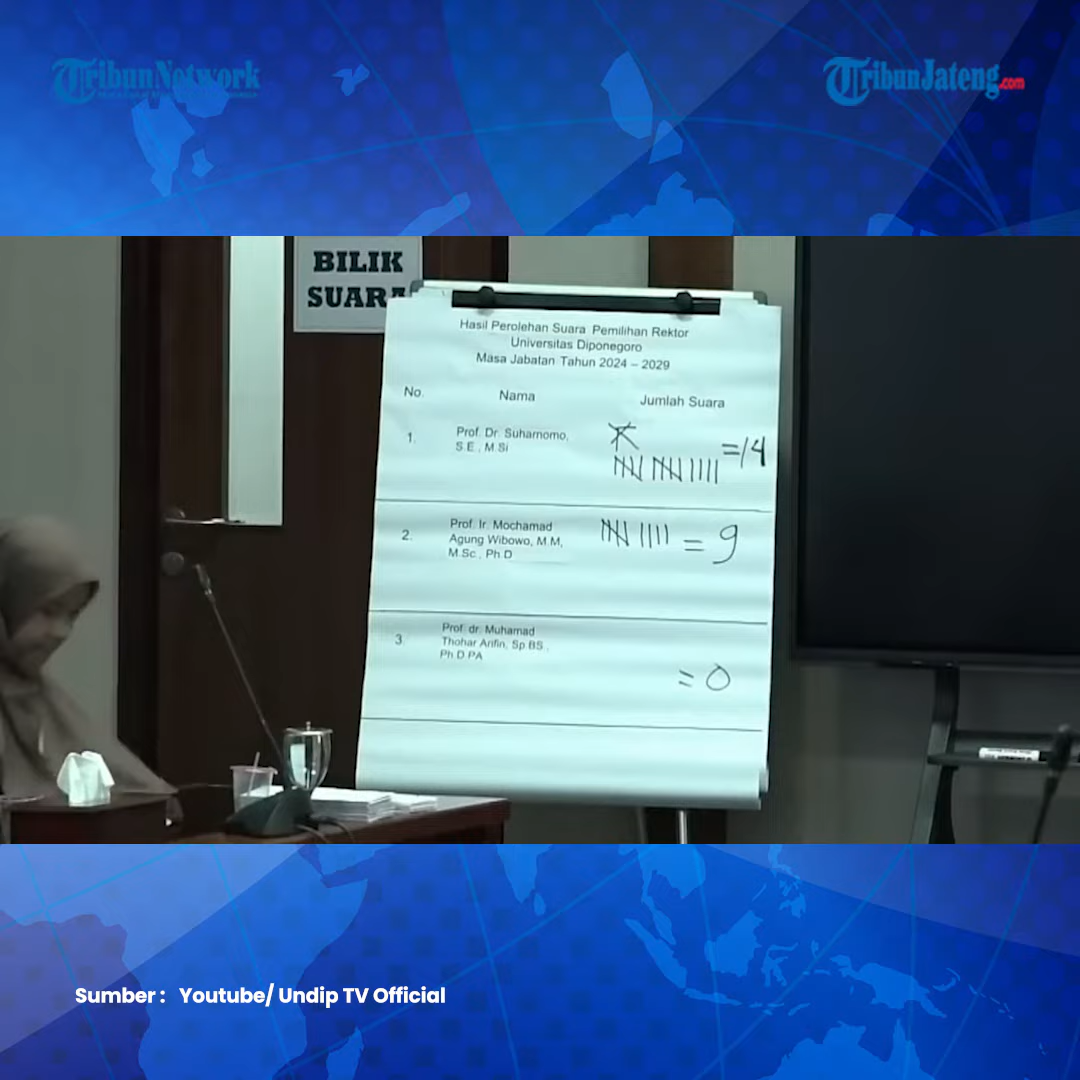 TribunNetwork
TribunJateng.com
BILIK
SUARA
Hasil Perolehan Suara Pemilihan Rektor
Universitas Diponegoro
Masa Jabatan Tahun 2024 – 2029
No. Nama Jumlah Suara
1. Prof. Dr. Suharnomo,
S.E., M.Si
=14
2. Prof. Ir. Mochamad
Agung Wibowo, M.M,
M.Sc., Ph.D
= 9
3. Prof. dr. Muhamad
Thohar Arifin, Sp.BS.,
Ph.D.PA
= 0
Sumber : Youtube/ Undip TV Official